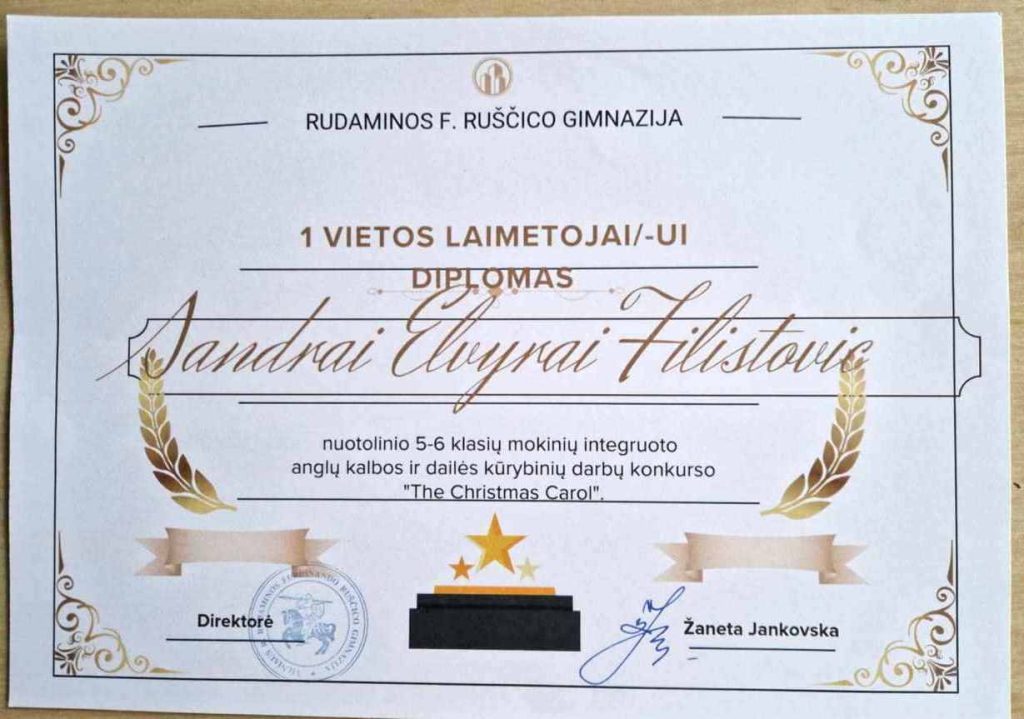 RUDAMINOS F. RUŠČICO GIMNAZIJA
1 VIETOS LAIMETOJAI/-UI
DIPLOMAS
Sandrai Elvyrai Filistovic
nuotolinio 5-6 klasių mokinių integruoto
anglų kalbos ir dailės kūrybinių darbų konkurso
"The Christmas Carol".
Direktorė
Žaneta Jankovska